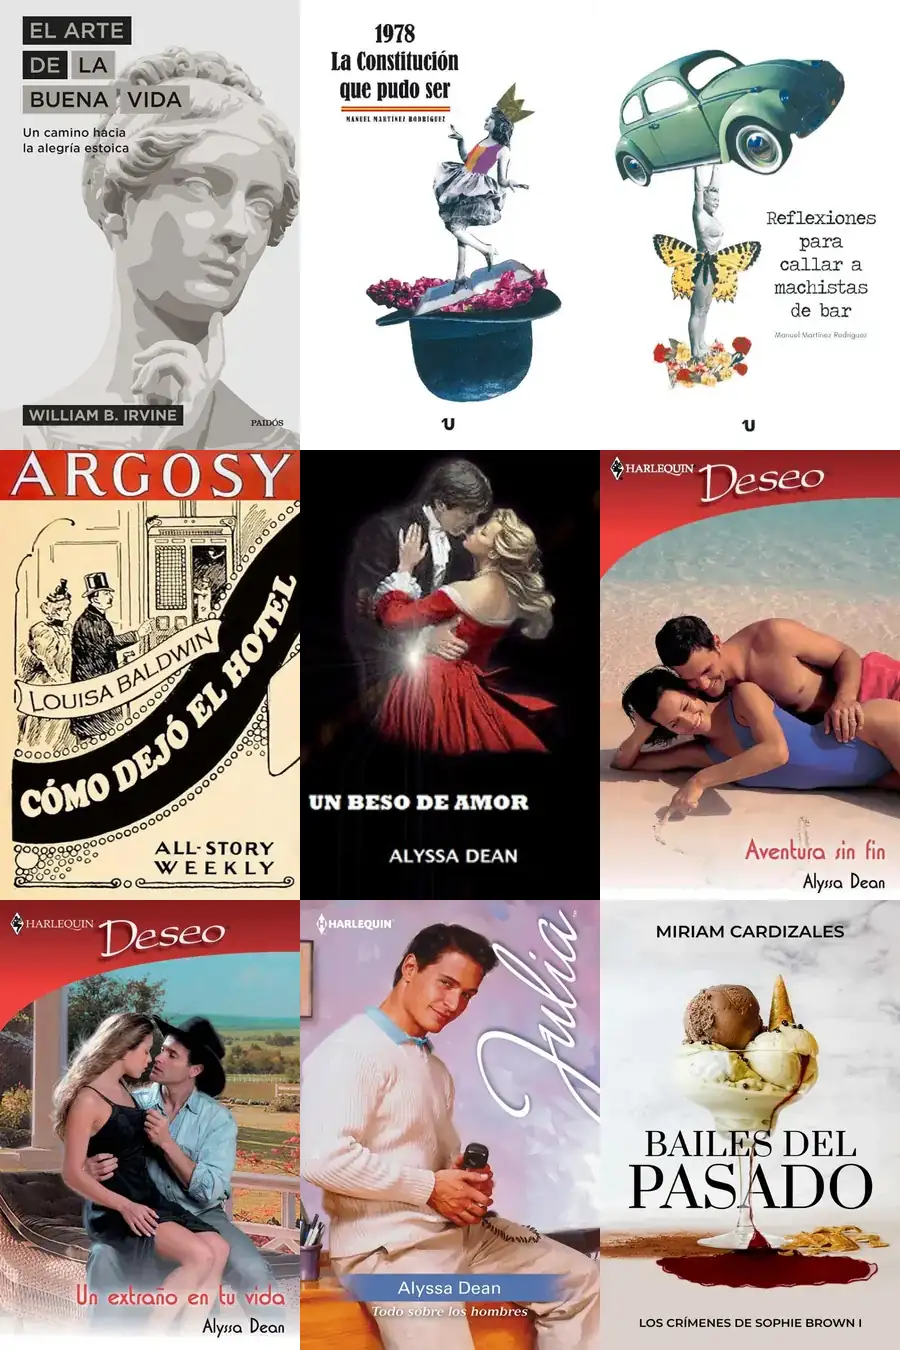 EL ARTE
DE LA
BUENA VIDA
Un camino hacia
la alegría estoica
WILLIAM B. IRVINE
PAIDÓS
1978
La Constitución
que pudo ser
MANUEL MARTÍNEZ RODRÍGUEZ
Reflexiones
para
callar a
machistas
de bar
Manuel Martínez Rodríguez
ARGOSY
LOUISA BALDWIN
CÓMO DEJÓ EL HOTEL
ALL-STORY
WEEKLY
UN BESO DE AMOR
ALYSSA DEAN
HARLEQUIN
Deseo
Aventura sin fin
Alyssa Dean
HARLEQUIN
Deseo
Un extraño en tu vida
Alyssa Dean
HARLEQUIN
Julia
Alyssa Dean
Todo sobre los hombres
MIRIAM CARDIZALES
BAILES DEL
PASADO
LOS CRÍMENES DE SOPHIE BROWN I